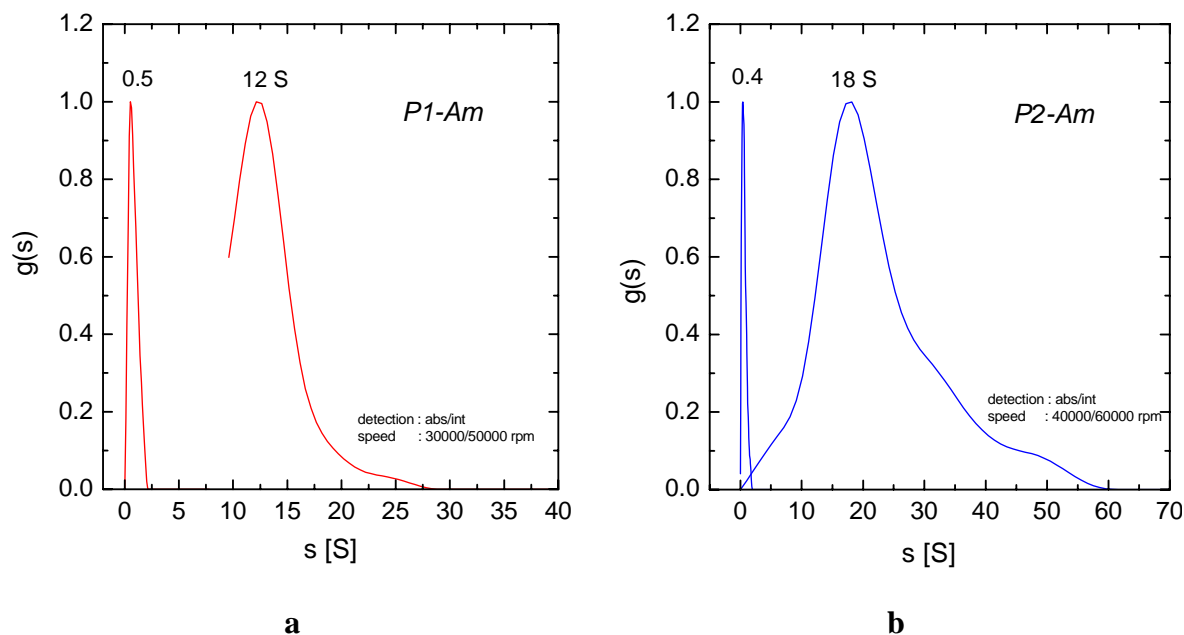 1.2
1.0
0.8
0.6
0.4
0.2
0.0
g(s)
0.5
12 S
P1-Am
detection : abs/int
speed : 30000/50000 rpm
0 5 10 15 20 25 30 35 40
s [S]
a
1.2
1.0
0.8
0.6
0.4
0.2
0.0
g(s)
0.4
18 S
P2-Am
detection : abs/int
speed : 40000/60000 rpm
0 10 20 30 40 50 60 70
s [S]
b